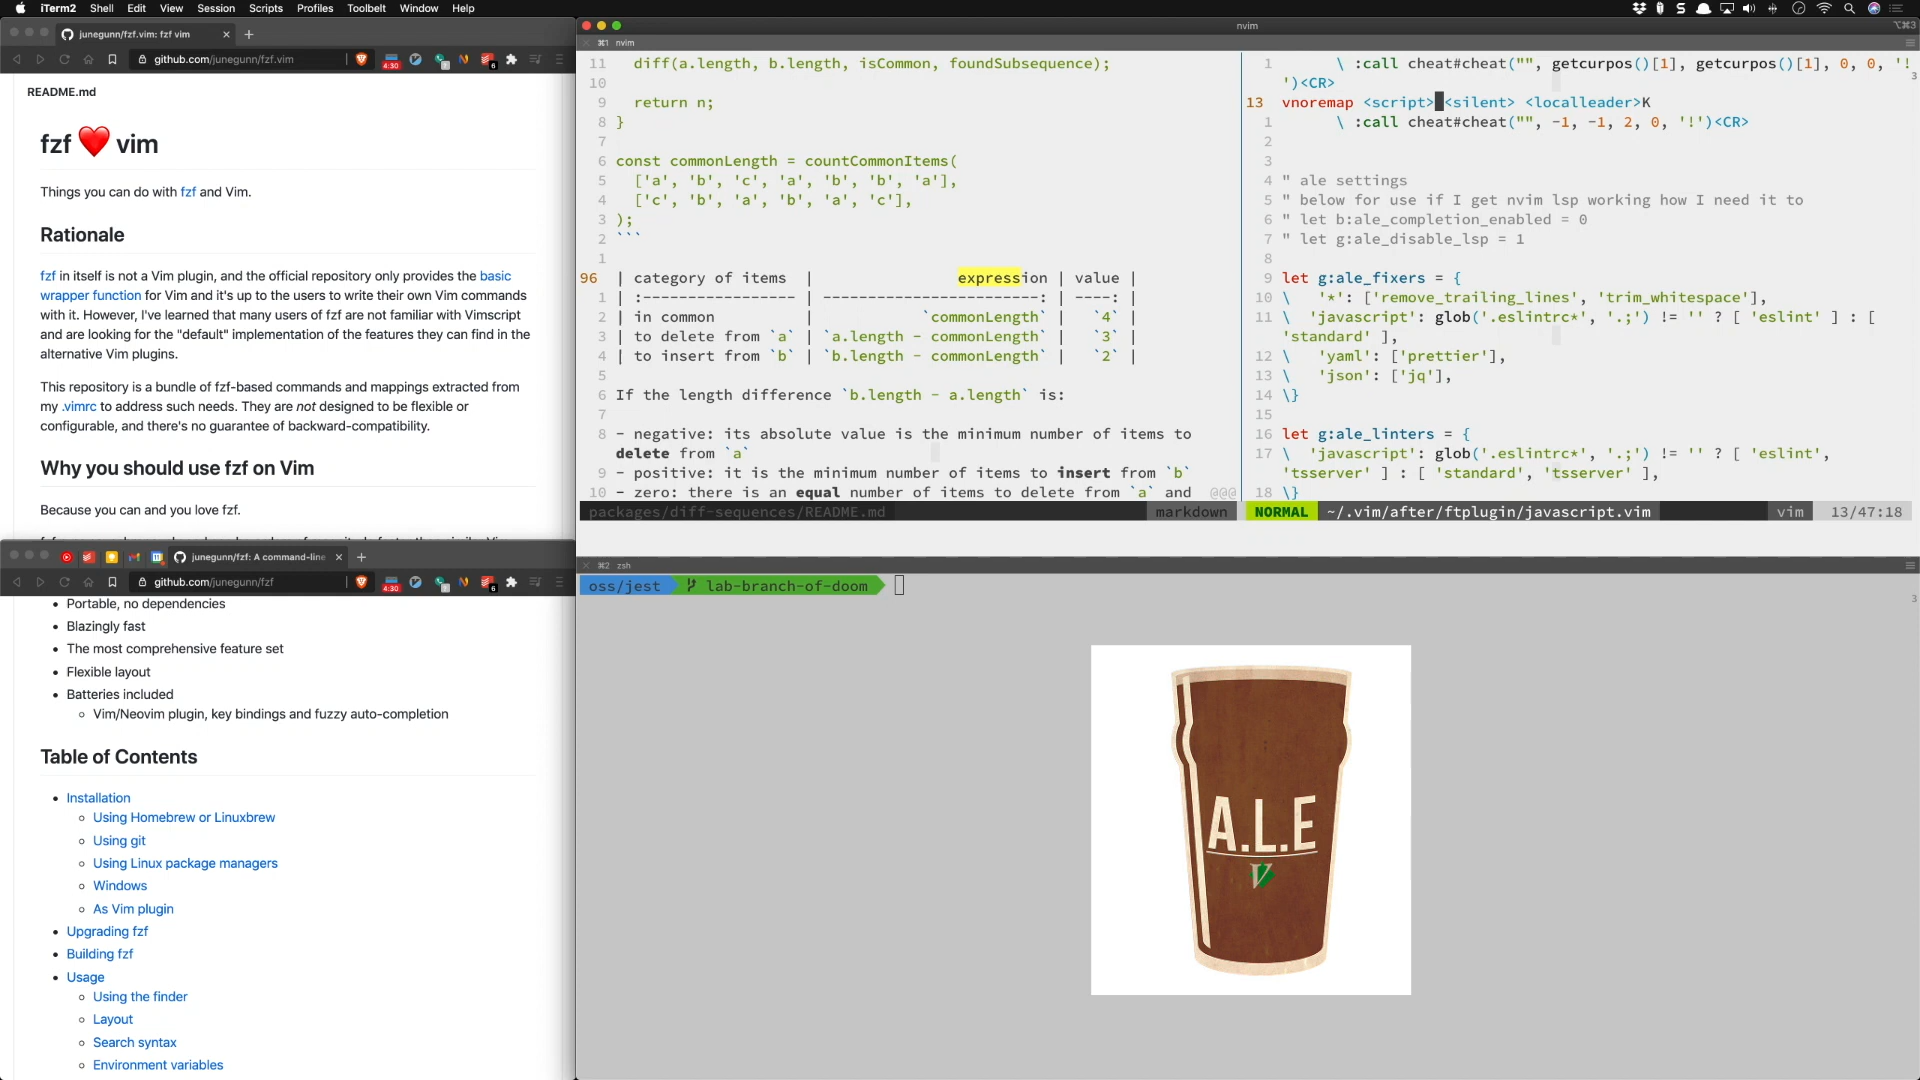 iTerm2 Shell Edit View Session Scripts Profiles Toolbelt Window Help
junegunn/fzf.vim: fzf vim
github.com/junegunn/fzf.vim
4:30
6
README.md
fzf ❤️ vim
Things you can do with fzf and Vim.
Rationale
fzf in itself is not a Vim plugin, and the official repository only provides the basic
wrapper function for Vim and it's up to the users to write their own Vim commands
with it. However, I've learned that many users of fzf are not familiar with Vimscript
and are looking for the "default" implementation of the features they can find in the
alternative Vim plugins.
This repository is a bundle of fzf-based commands and mappings extracted from
my .vimrc to address such needs. They are not designed to be flexible or
configurable, and there's no guarantee of backward-compatibility.
Why you should use fzf on Vim
Because you can and you love fzf.
junegunn/fzf: A command-line
github.com/junegunn/fzf
4:30
6
• Portable, no dependencies
• Blazingly fast
• The most comprehensive feature set
• Flexible layout
• Batteries included
◦ Vim/Neovim plugin, key bindings and fuzzy auto-completion
Table of Contents
• Installation
◦ Using Homebrew or Linuxbrew
◦ Using git
◦ Using Linux package managers
◦ Windows
◦ As Vim plugin
• Upgrading fzf
• Building fzf
• Usage
◦ Using the finder
◦ Layout
◦ Search syntax
◦ Environment variables
nvim
⌥⌘3
⌘1 nvim
11 diff(a.length, b.length, isCommon, foundSubsequence);
10
9 return n;
8 }
7
6 const commonLength = countCommonItems(
5 ['a', 'b', 'c', 'a', 'b', 'b', 'a'],
4 ['c', 'b', 'a', 'b', 'a', 'c'],
3 );
2 ```
1
96 | category of items | expression | value |
1 | :----------------- | ------------------------: | ----: |
2 | in common | `commonLength` | `4` |
3 | to delete from `a` | `a.length - commonLength` | `3` |
4 | to insert from `b` | `b.length - commonLength` | `2` |
5
6 If the length difference `b.length - a.length` is:
7
8 - negative: its absolute value is the minimum number of items to
delete from `a`
9 - positive: it is the minimum number of items to insert from `b`
10 - zero: there is an equal number of items to delete from `a` and @@@
packages/diff-sequences/README.md markdown
1 \ :call cheat#cheat("", getcurpos()[1], getcurpos()[1], 0, 0, '!
')<CR>
13 vnoremap <script> <silent> <localleader>K
1 \ :call cheat#cheat("", -1, -1, 2, 0, '!')<CR>
2
3
4 " ale settings
5 " below for use if I get nvim lsp working how I need it to
6 " let b:ale_completion_enabled = 0
7 " let g:ale_disable_lsp = 1
8
9 let g:ale_fixers = {
10 \ '*': ['remove_trailing_lines', 'trim_whitespace'],
11 \ 'javascript': glob('.eslintrc*', '.;') != '' ? [ 'eslint' ] : [
'standard' ],
12 \ 'yaml': ['prettier'],
13 \ 'json': ['jq'],
14 \}
15
16 let g:ale_linters = {
17 \ 'javascript': glob('.eslintrc*', '.;') != '' ? [ 'eslint',
'tsserver' ] : [ 'standard', 'tsserver' ],
18 \}
NORMAL ~/.vim/after/ftplugin/javascript.vim vim 13/47:18
3
⌘2 zsh
oss/jest lab-branch-of-doom
3
A.L.E
V